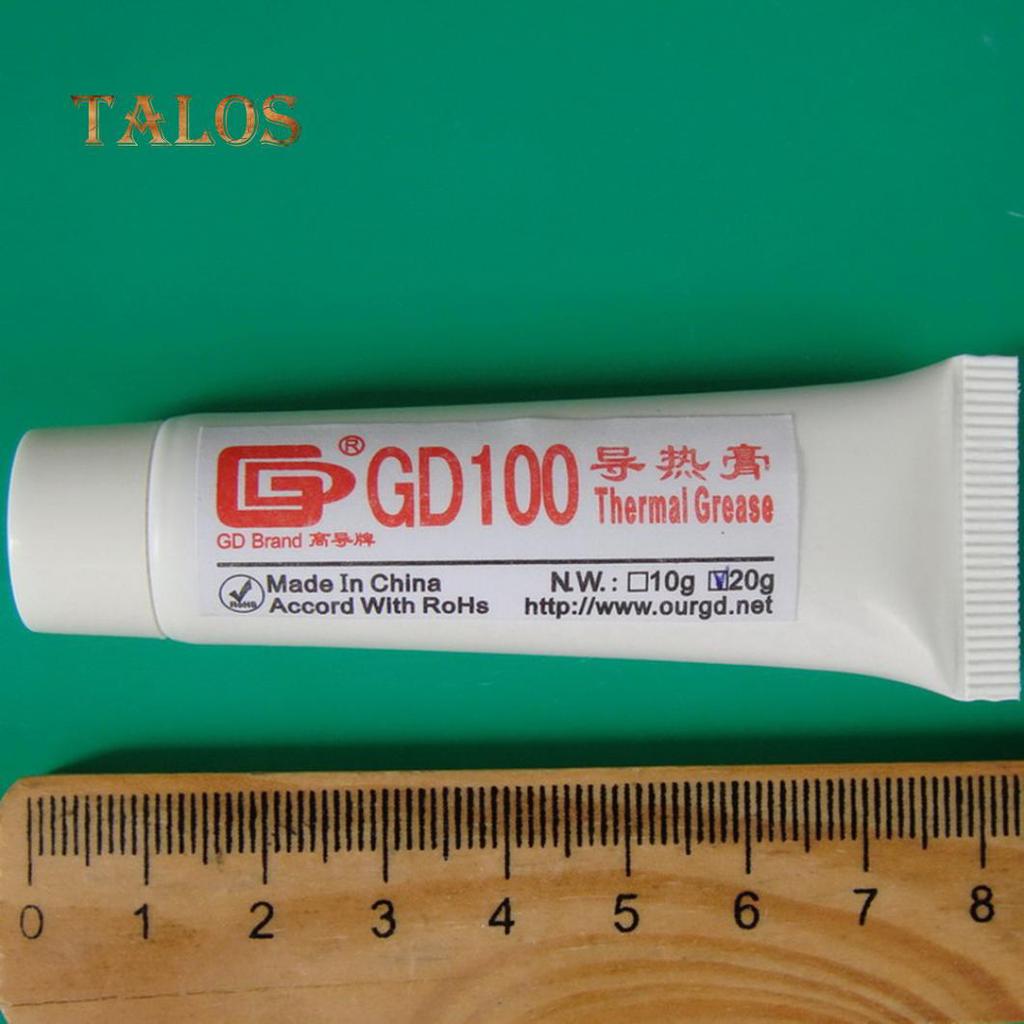 TALOS
GD® GD100 导热膏
Thermal Grease
GD Brand 高导牌
Made In China N.W.: □10g ☑20g
RoHS Accord With RoHs http://www.ourgd.net
0 1 2 3 4 5 6 7 8